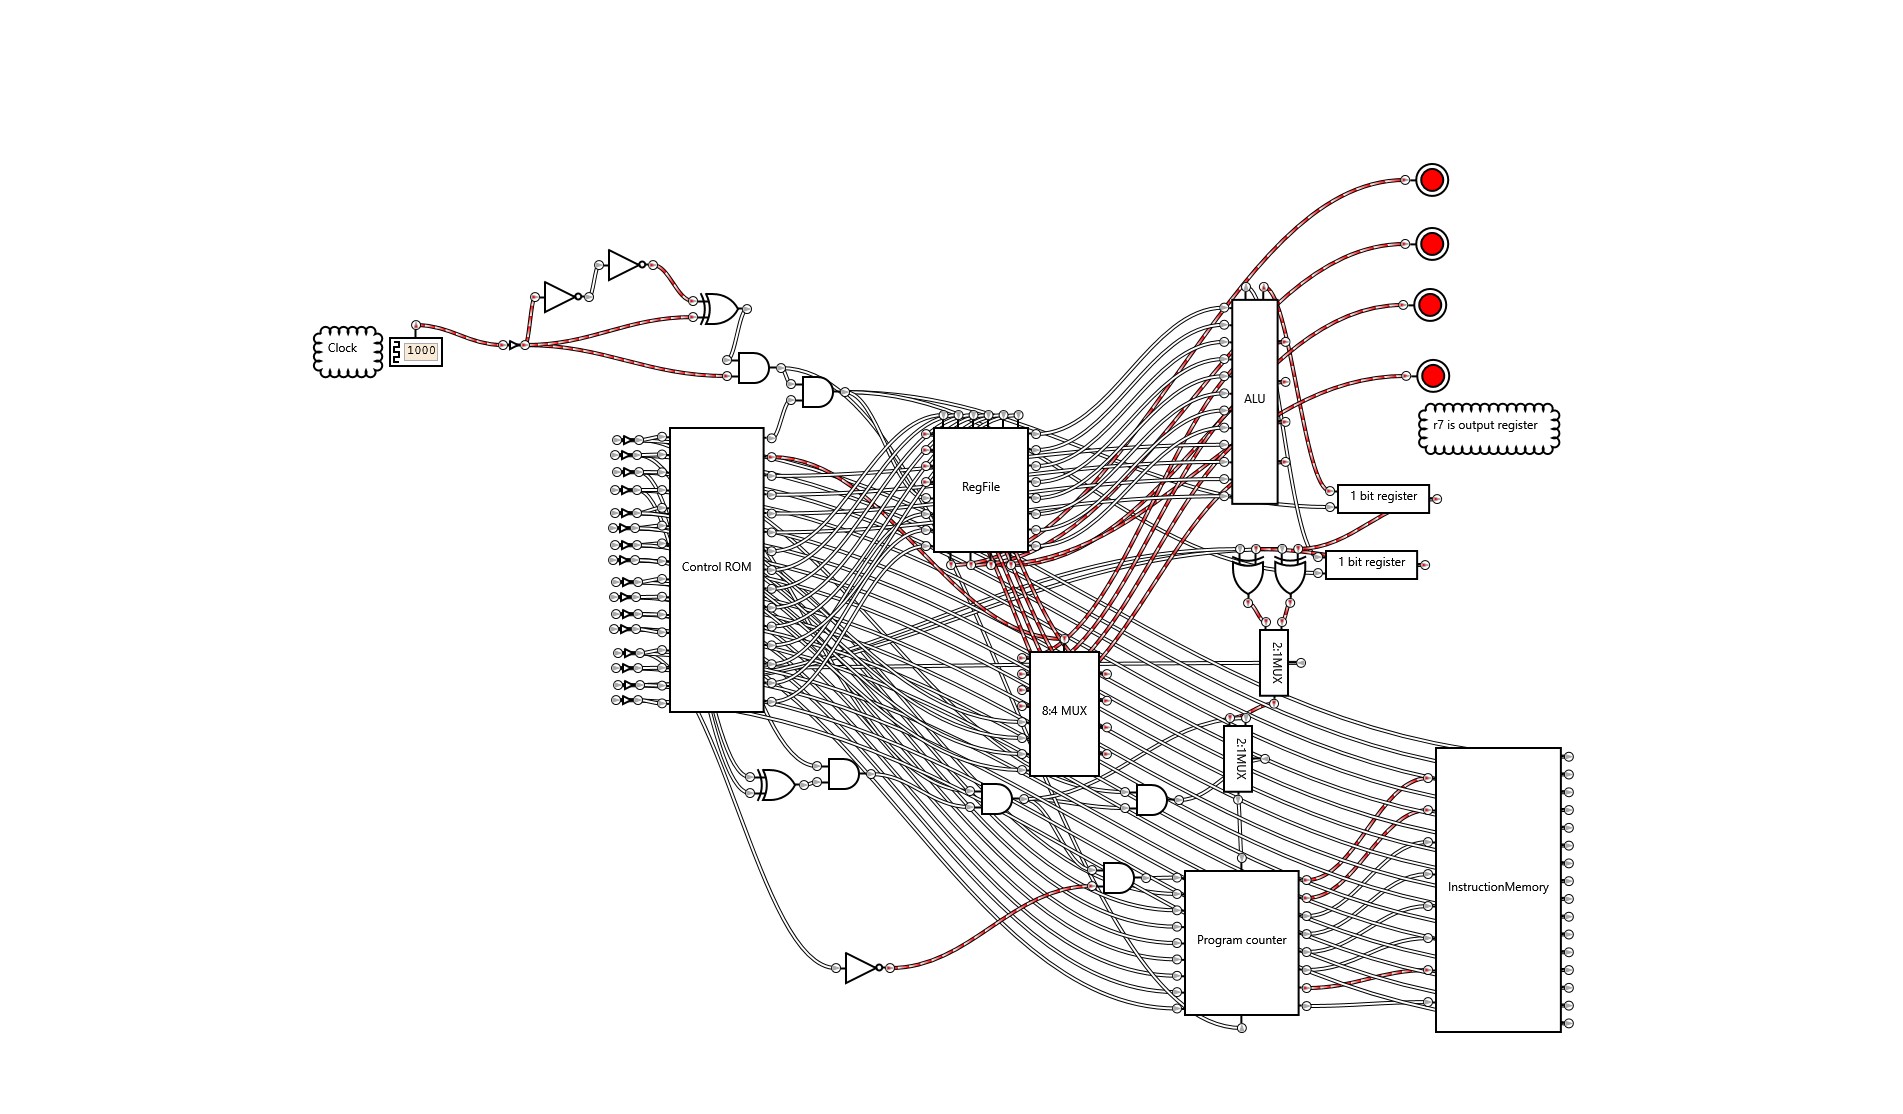 Clock
1000
ALU
r7 is output register
RegFile
1 bit register
Control ROM
1 bit register
2:1MUX
8:4 MUX
2:1MUX
InstructionMemory
Program counter